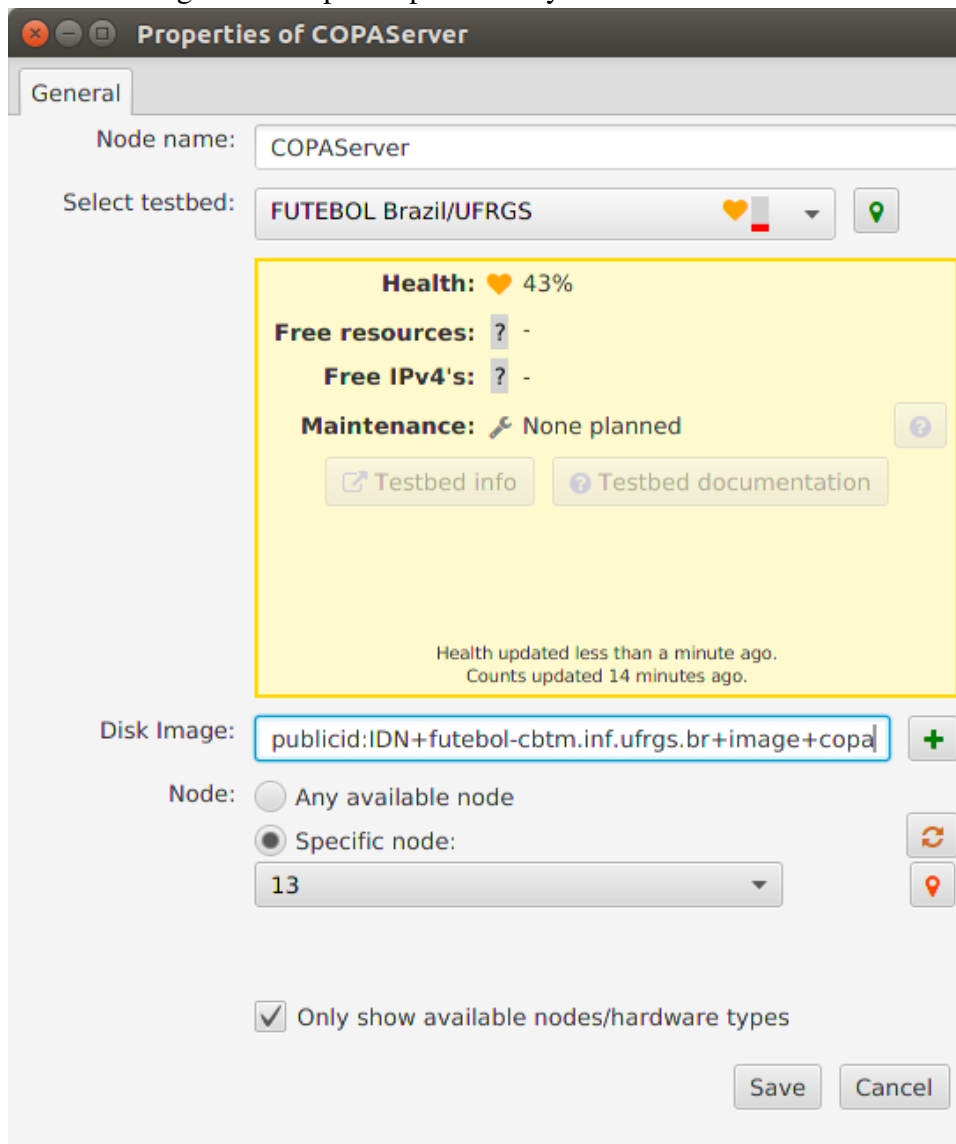 Properties of COPAServer
General
Node name: COPAServer
Select testbed: FUTEBOL Brazil/UFRGS
Health: 43%
Free resources: ? -
Free IPv4's: ? -
Maintenance: None planned
Testbed info Testbed documentation
Health updated less than a minute ago.
Counts updated 14 minutes ago.
Disk Image: publicid:IDN+futebol-cbtm.inf.ufrgs.br+image+copa
Node: Any available node
Specific node:
13
Only show available nodes/hardware types
Save Cancel